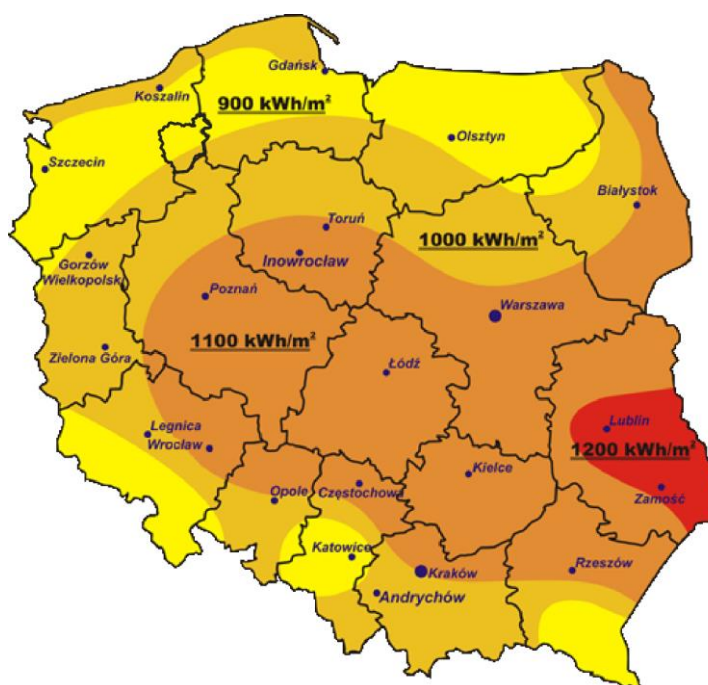 Gdańsk
Koszalin
900 kWh/m²
Olsztyn
Szczecin
Białystok
Toruń
1000 kWh/m²
Gorzów
Wielkopolski
Inowrocław
Poznań
Warszawa
1100 kWh/m²
Zielona Góra
Łódź
Legnica
Wrocław
Lublin
1200 kWh/m²
Kielce
Opole
Częstochowa
Zamość
Katowice
Kraków
Rzeszów
Andrychów